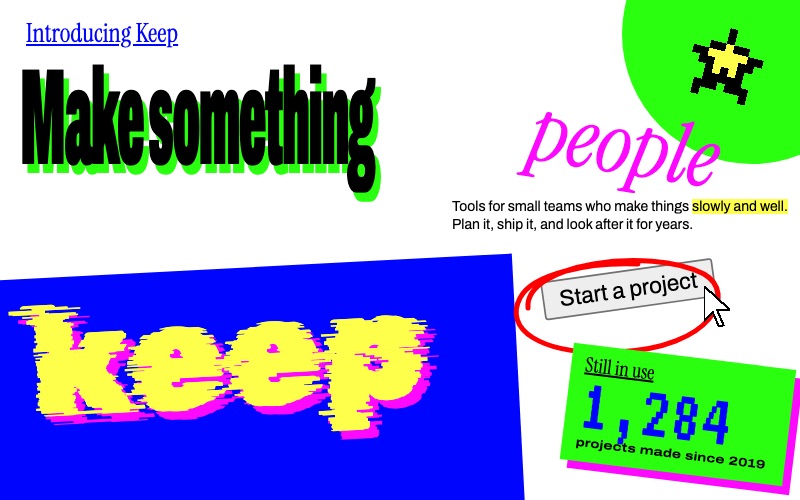 Introducing Keep
Make something
people
keep
Tools for small teams who make things slowly and well.
Plan it, ship it, and look after it for years.
Start a project
Still in use
1,284
projects made since 2019